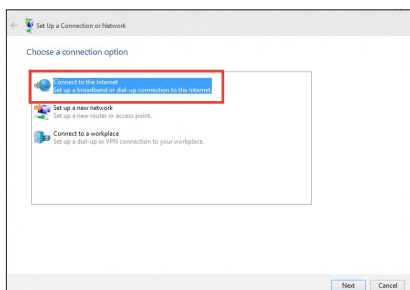 Set Up a Connection or Network
Choose a connection option
Connect to the Internet
Set up a broadband or dial-up connection to the Internet.
Set up a new network
Set up a new router or access point.
Connect to a workplace
Set up a dial-up or VPN connection to your workplace.
Next Cancel